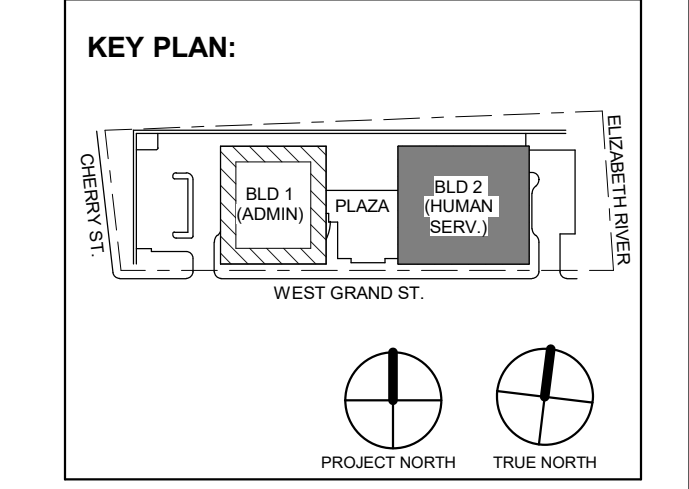 KEY PLAN:
CHERRY ST.
BLD 1
(ADMIN)
PLAZA
BLD 2
(HUMAN
SERV.)
ELIZABETH RIVER
WEST GRAND ST.
PROJECT NORTH
TRUE NORTH